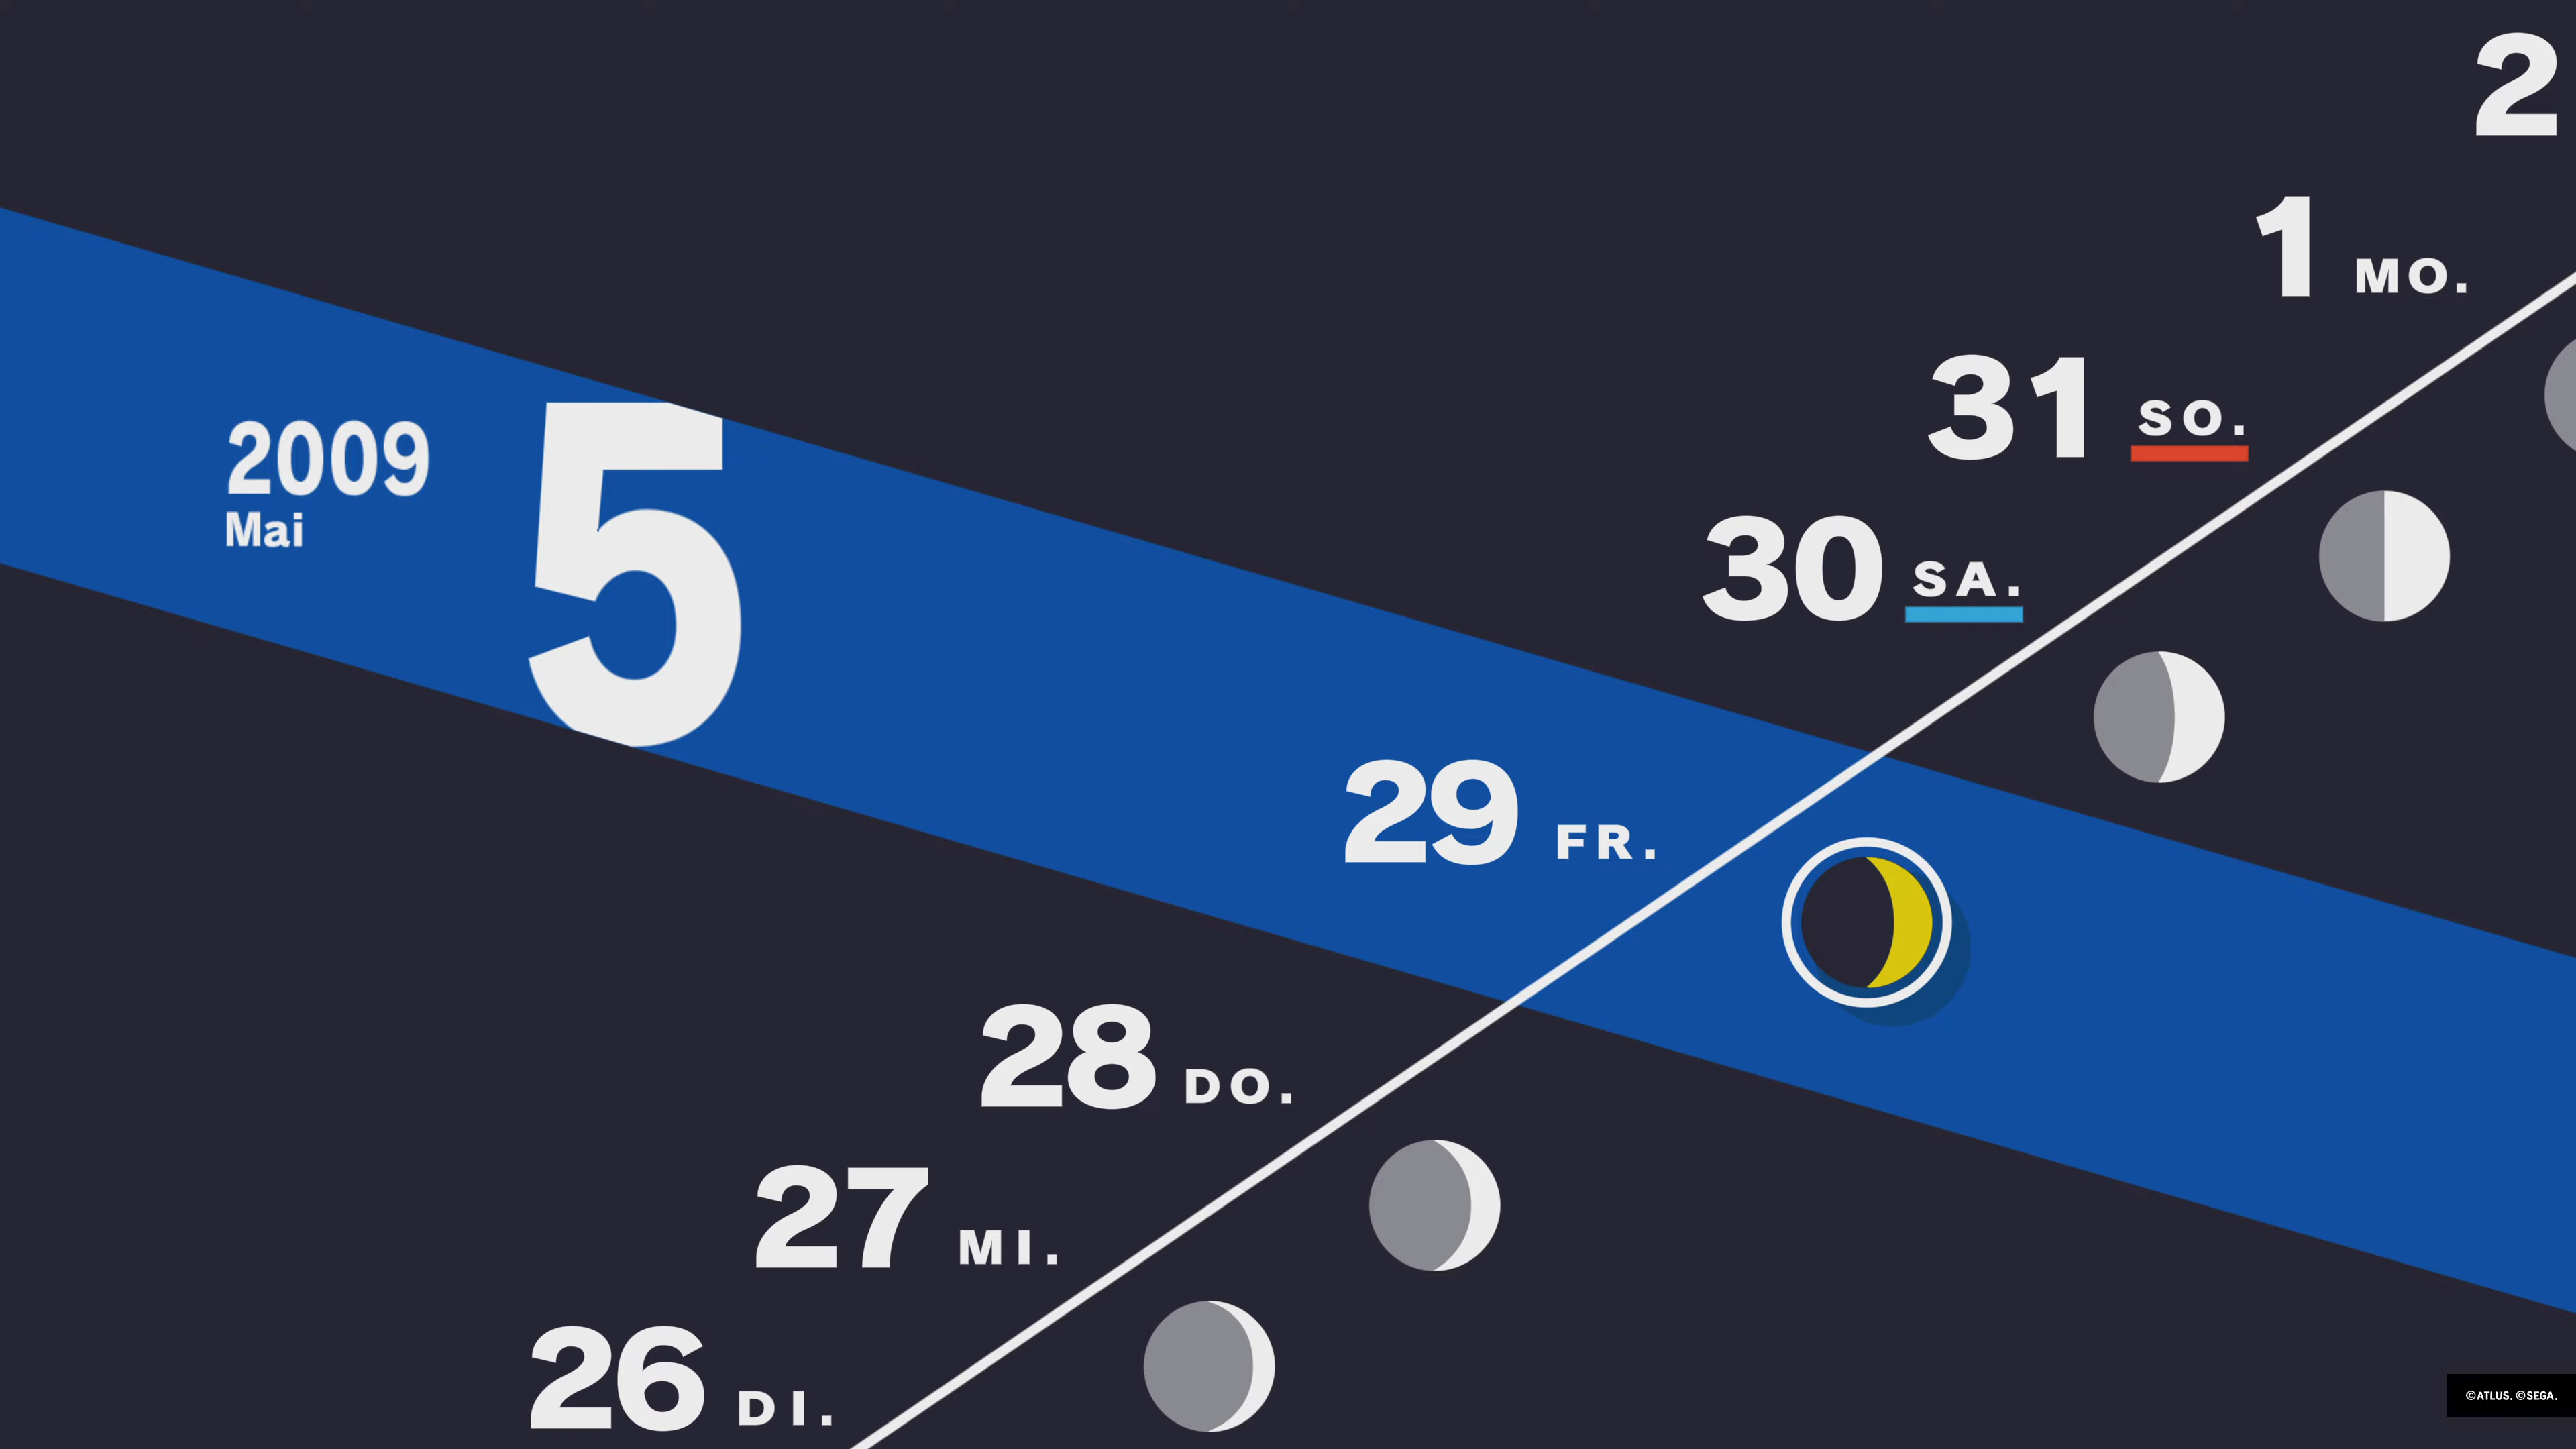 2
1 MO.
31 SO.
30 SA.
2009
Mai
5
29 FR.
28 DO.
27 MI.
26 DI.
©ATLUS. ©SEGA.